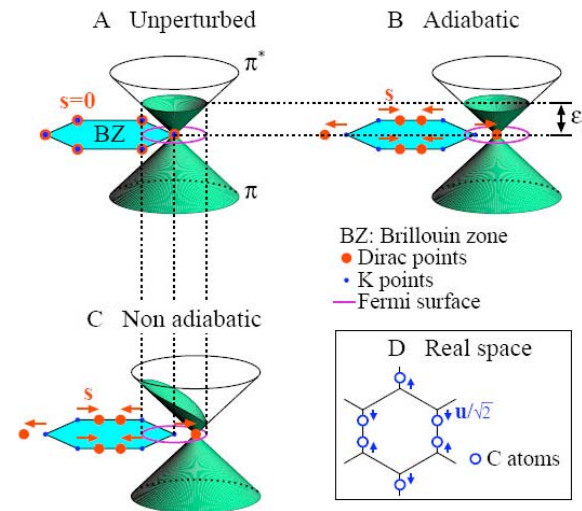 A Unperturbed
π*
s=0
BZ
π
B Adiabatic
s
ε
BZ: Brillouin zone
Dirac points
K points
Fermi surface
C Non adiabatic
s
D Real space
u/√2
C atoms